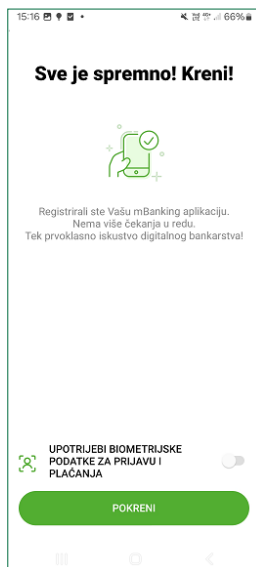 15:16 66%
Sve je spremno! Kreni!
Registrirali ste Vašu mBanking aplikaciju.
Nema više čekanja u redu.
Tek prvoklasno iskustvo digitalnog bankarstva!
UPOTRIJEBI BIOMETRIJSKE
PODATKE ZA PRIJAVU I
PLAĆANJA
POKRENI